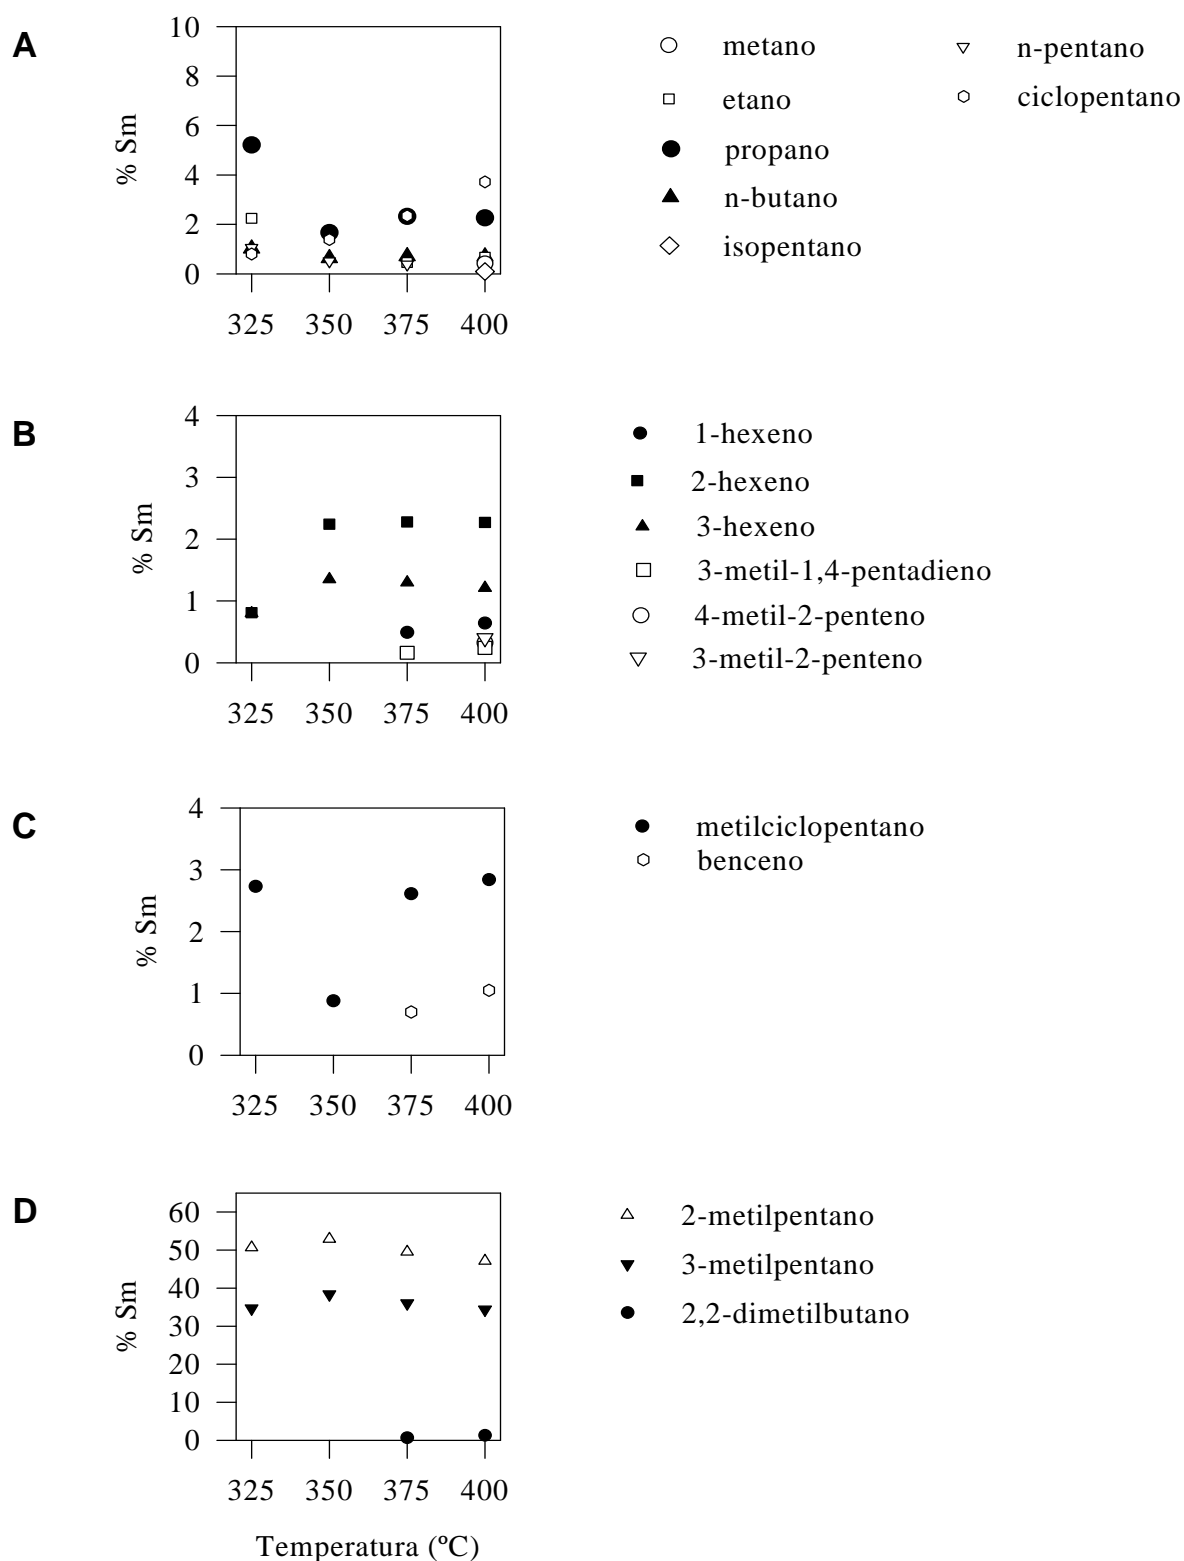 A
10
8
6
4
2
0
% Sm
325 350 375 400
metano
etano
propano
n-butano
isopentano
n-pentano
ciclopentano
B
4
3
2
1
0
% Sm
325 350 375 400
1-hexeno
2-hexeno
3-hexeno
3-metil-1,4-pentadieno
4-metil-2-penteno
3-metil-2-penteno
C
4
3
2
1
0
% Sm
325 350 375 400
metilciclopentano
benceno
D
60
50
40
30
20
10
0
% Sm
325 350 375 400
Temperatura (ºC)
2-metilpentano
3-metilpentano
2,2-dimetilbutano